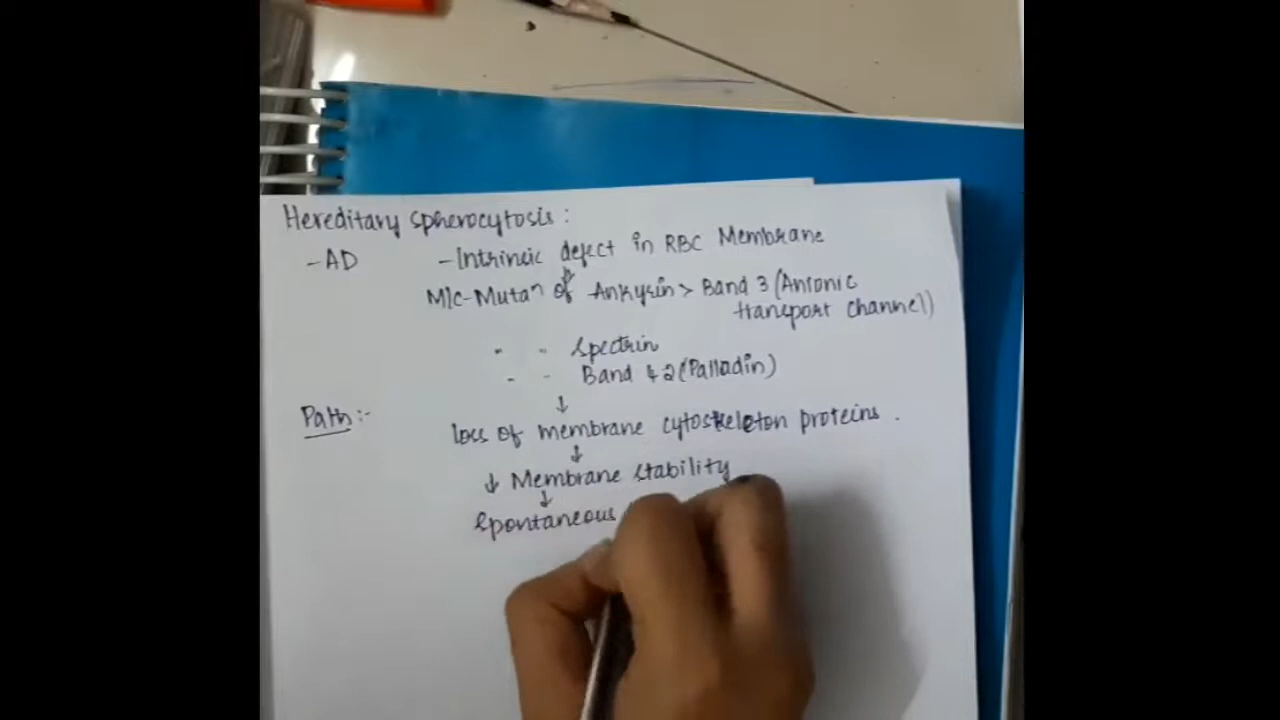 Hereditary spherocytosis :
- AD - Intrinsic defect in RBC Membrane
M/c - Mutaⁿ of Ankyrin > Band 3 (Anionic
transport channel)
" " Spectrin
" " Band 4.2 (Palladin)
↓
Path :- loss of membrane cytoskeleton proteins .
↓
↓ Membrane stability
↓
Spontaneous